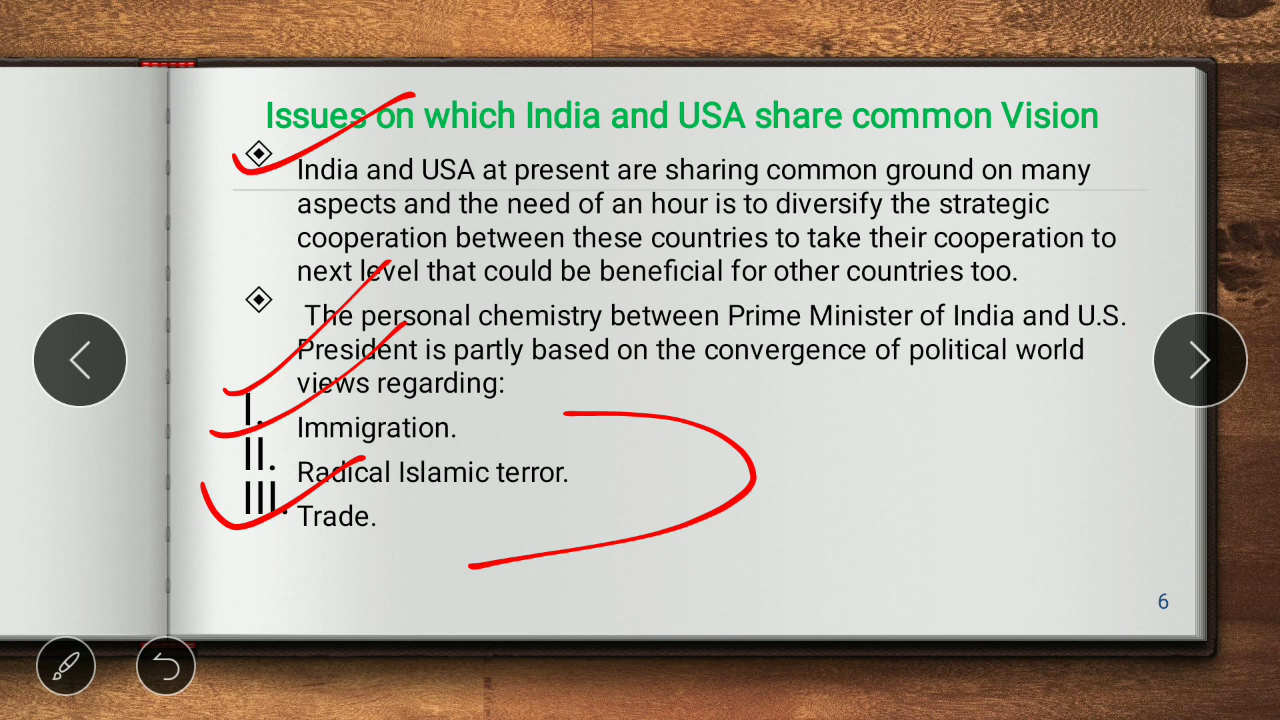 Issues on which India and USA share common Vision
India and USA at present are sharing common ground on many
aspects and the need of an hour is to diversify the strategic
cooperation between these countries to take their cooperation to
next level that could be beneficial for other countries too.
The personal chemistry between Prime Minister of India and U.S.
President is partly based on the convergence of political world
views regarding:
I. Immigration.
II. Radical Islamic terror.
III. Trade.
6